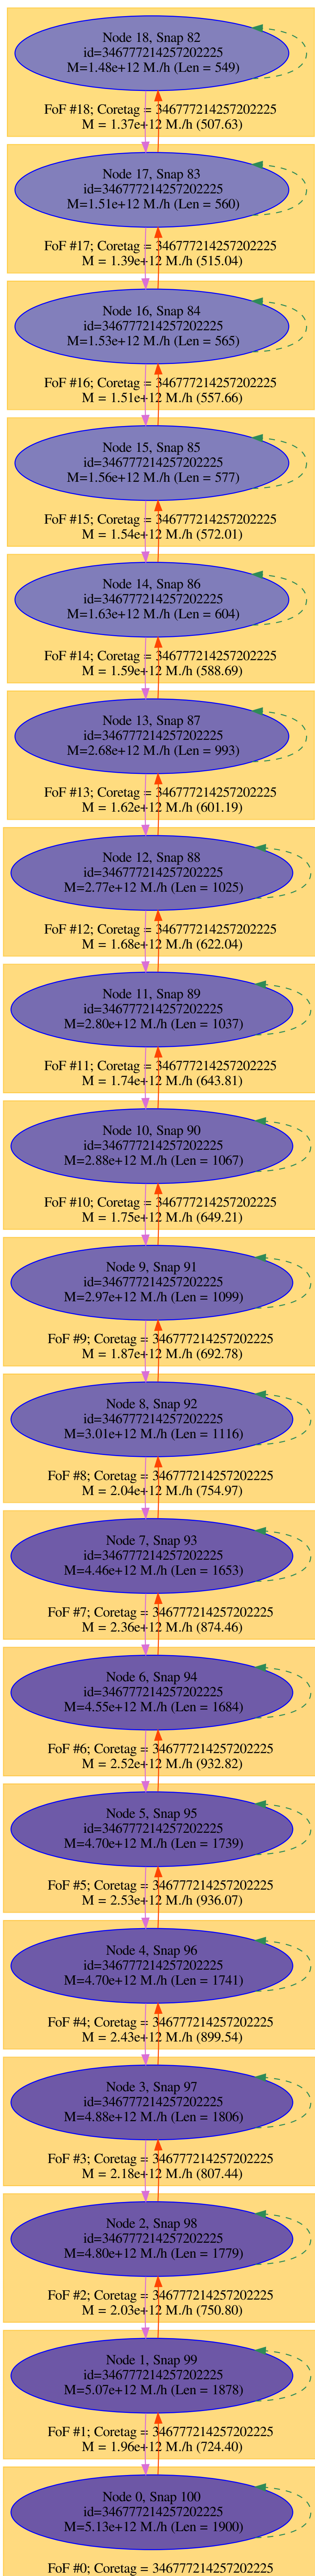 Node 18, Snap 82
id=346777214257202225
M=1.48e+12 M./h (Len = 549)
FoF #18; Coretag = 346777214257202225
M = 1.37e+12 M./h (507.63)
Node 17, Snap 83
id=346777214257202225
M=1.51e+12 M./h (Len = 560)
FoF #17; Coretag = 346777214257202225
M = 1.39e+12 M./h (515.04)
Node 16, Snap 84
id=346777214257202225
M=1.53e+12 M./h (Len = 565)
FoF #16; Coretag = 346777214257202225
M = 1.51e+12 M./h (557.66)
Node 15, Snap 85
id=346777214257202225
M=1.56e+12 M./h (Len = 577)
FoF #15; Coretag = 346777214257202225
M = 1.54e+12 M./h (572.01)
Node 14, Snap 86
id=346777214257202225
M=1.63e+12 M./h (Len = 604)
FoF #14; Coretag = 346777214257202225
M = 1.59e+12 M./h (588.69)
Node 13, Snap 87
id=346777214257202225
M=2.68e+12 M./h (Len = 993)
FoF #13; Coretag = 346777214257202225
M = 1.62e+12 M./h (601.19)
Node 12, Snap 88
id=346777214257202225
M=2.77e+12 M./h (Len = 1025)
FoF #12; Coretag = 346777214257202225
M = 1.68e+12 M./h (622.04)
Node 11, Snap 89
id=346777214257202225
M=2.80e+12 M./h (Len = 1037)
FoF #11; Coretag = 346777214257202225
M = 1.74e+12 M./h (643.81)
Node 10, Snap 90
id=346777214257202225
M=2.88e+12 M./h (Len = 1067)
FoF #10; Coretag = 346777214257202225
M = 1.75e+12 M./h (649.21)
Node 9, Snap 91
id=346777214257202225
M=2.97e+12 M./h (Len = 1099)
FoF #9; Coretag = 346777214257202225
M = 1.87e+12 M./h (692.78)
Node 8, Snap 92
id=346777214257202225
M=3.01e+12 M./h (Len = 1116)
FoF #8; Coretag = 346777214257202225
M = 2.04e+12 M./h (754.97)
Node 7, Snap 93
id=346777214257202225
M=4.46e+12 M./h (Len = 1653)
FoF #7; Coretag = 346777214257202225
M = 2.36e+12 M./h (874.46)
Node 6, Snap 94
id=346777214257202225
M=4.55e+12 M./h (Len = 1684)
FoF #6; Coretag = 346777214257202225
M = 2.52e+12 M./h (932.82)
Node 5, Snap 95
id=346777214257202225
M=4.70e+12 M./h (Len = 1739)
FoF #5; Coretag = 346777214257202225
M = 2.53e+12 M./h (936.07)
Node 4, Snap 96
id=346777214257202225
M=4.70e+12 M./h (Len = 1741)
FoF #4; Coretag = 346777214257202225
M = 2.43e+12 M./h (899.54)
Node 3, Snap 97
id=346777214257202225
M=4.88e+12 M./h (Len = 1806)
FoF #3; Coretag = 346777214257202225
M = 2.18e+12 M./h (807.44)
Node 2, Snap 98
id=346777214257202225
M=4.80e+12 M./h (Len = 1779)
FoF #2; Coretag = 346777214257202225
M = 2.03e+12 M./h (750.80)
Node 1, Snap 99
id=346777214257202225
M=5.07e+12 M./h (Len = 1878)
FoF #1; Coretag = 346777214257202225
M = 1.96e+12 M./h (724.40)
Node 0, Snap 100
id=346777214257202225
M=5.13e+12 M./h (Len = 1900)
FoF #0; Coretag = 346777214257202225